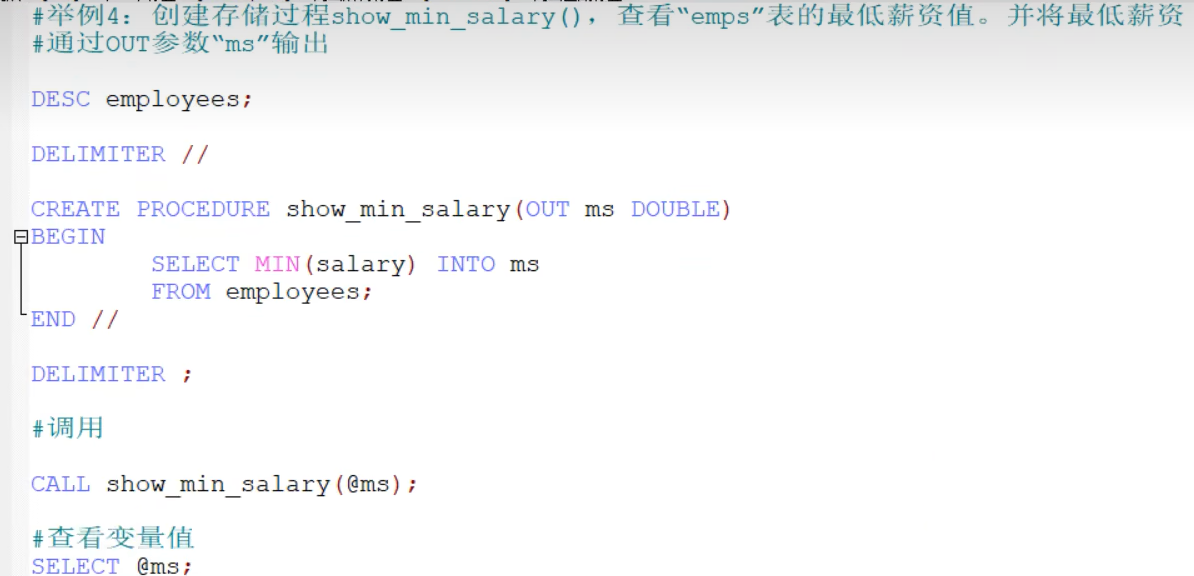 #举例4：创建存储过程show_min_salary()，查看“emps”表的最低薪资值。并将最低薪资
#通过OUT参数“ms”输出
DESC employees;
DELIMITER //
CREATE PROCEDURE show_min_salary(OUT ms DOUBLE)
BEGIN
SELECT MIN(salary) INTO ms
FROM employees;
END //
DELIMITER ;
#调用
CALL show_min_salary(@ms);
#查看变量值
SELECT @ms;